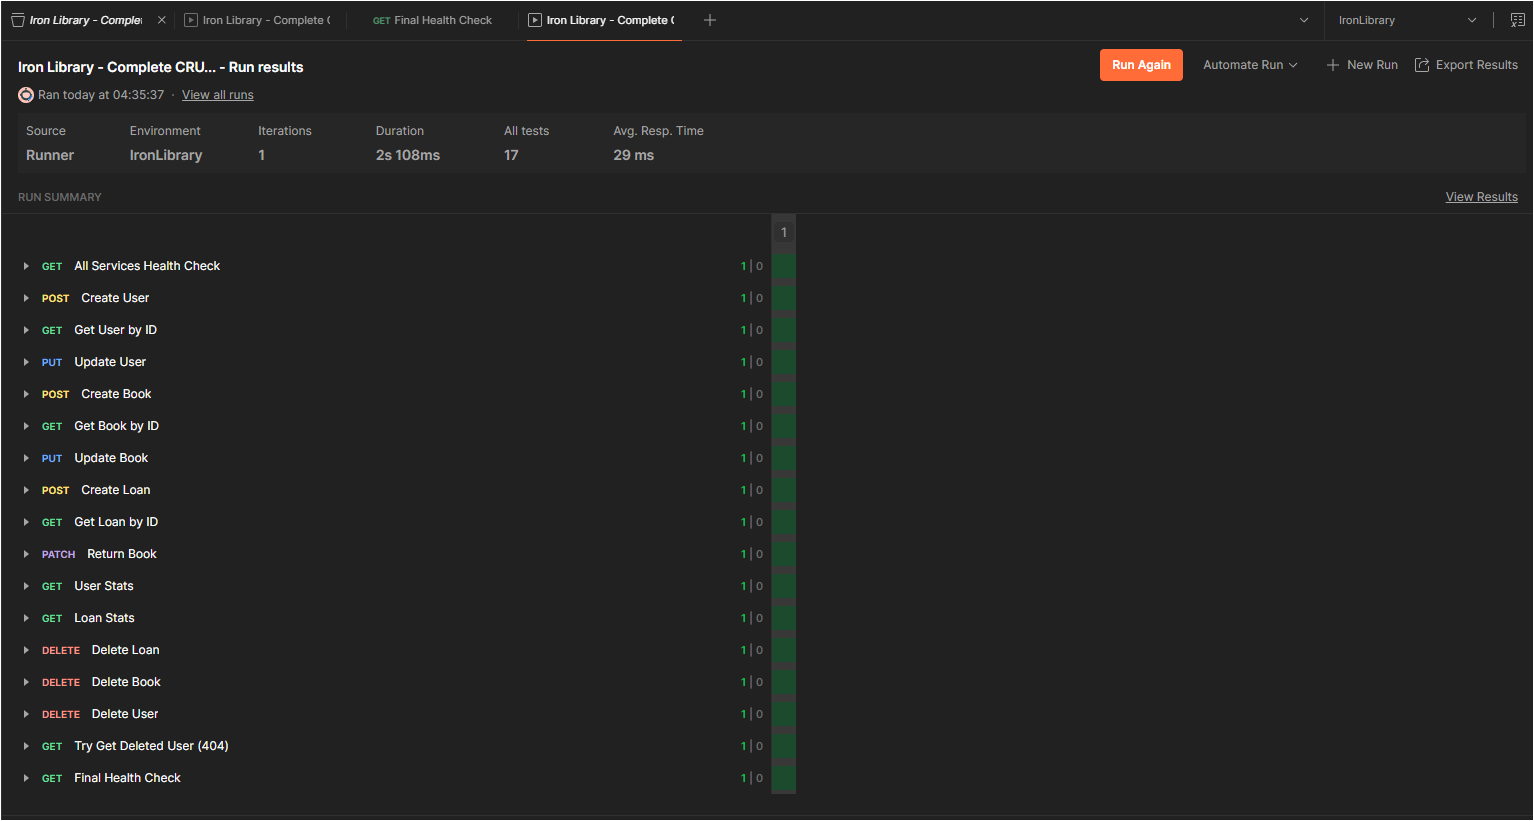 Iron Library - Complet
Iron Library - Complete (
GET Final Health Check
Iron Library - Complete (
IronLibrary
Iron Library - Complete CRU... - Run results
Run Again
Automate Run
New Run
Export Results
Ran today at 04:35:37 · View all runs
Source Environment Iterations Duration All tests Avg. Resp. Time
Runner IronLibrary 1 2s 108ms 17 29 ms
RUN SUMMARY View Results
1
GET All Services Health Check 1 | 0
POST Create User 1 | 0
GET Get User by ID 1 | 0
PUT Update User 1 | 0
POST Create Book 1 | 0
GET Get Book by ID 1 | 0
PUT Update Book 1 | 0
POST Create Loan 1 | 0
GET Get Loan by ID 1 | 0
PATCH Return Book 1 | 0
GET User Stats 1 | 0
GET Loan Stats 1 | 0
DELETE Delete Loan 1 | 0
DELETE Delete Book 1 | 0
DELETE Delete User 1 | 0
GET Try Get Deleted User (404) 1 | 0
GET Final Health Check 1 | 0